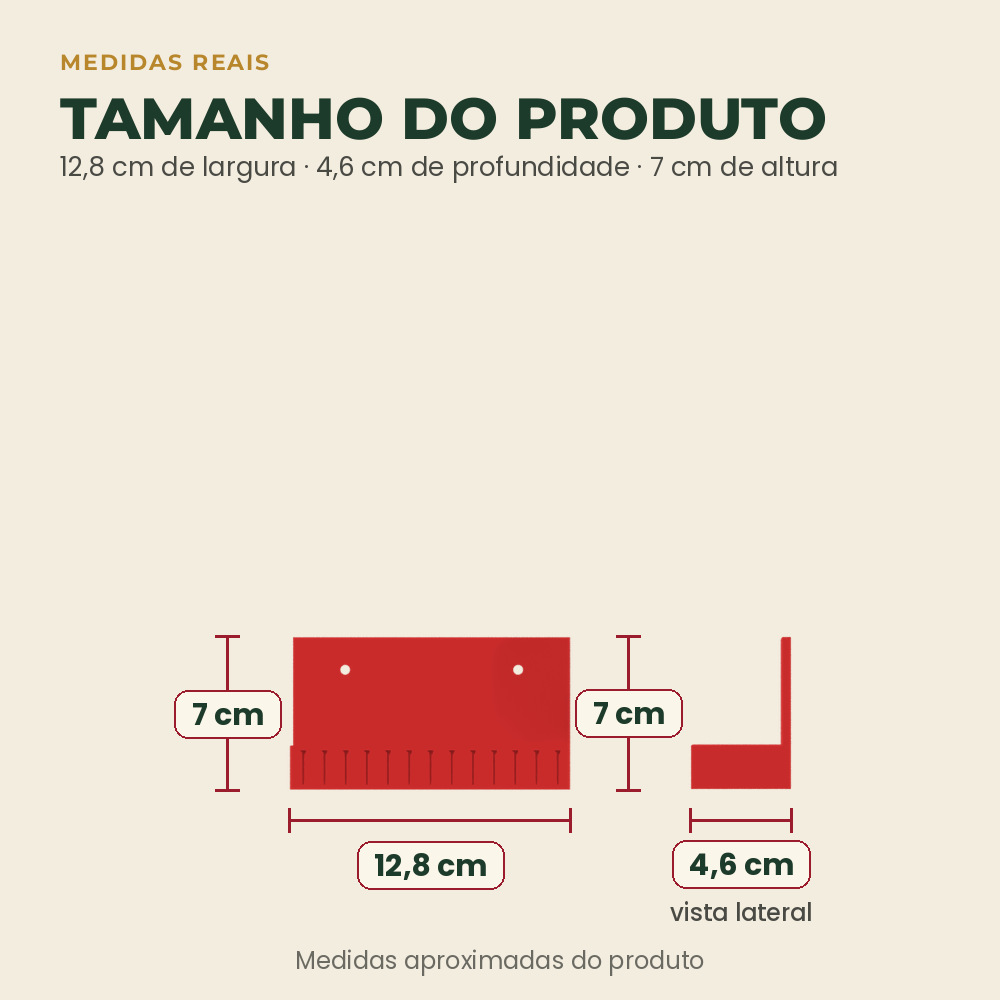 MEDIDAS REAIS
TAMANHO DO PRODUTO
12,8 cm de largura · 4,6 cm de profundidade · 7 cm de altura
7 cm
7 cm
12,8 cm
4,6 cm
vista lateral
Medidas aproximadas do produto